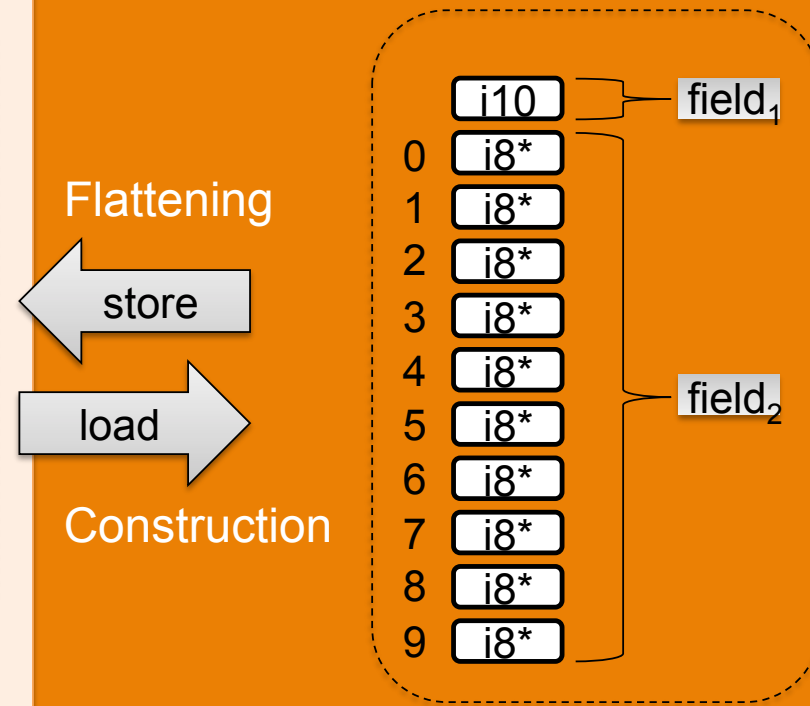 i10 field₁
0 i8*
Flattening
1 i8*
2 i8*
store
3 i8*
4 i8*
field₂
load
5 i8*
6 i8*
Construction
7 i8*
8 i8*
9 i8*